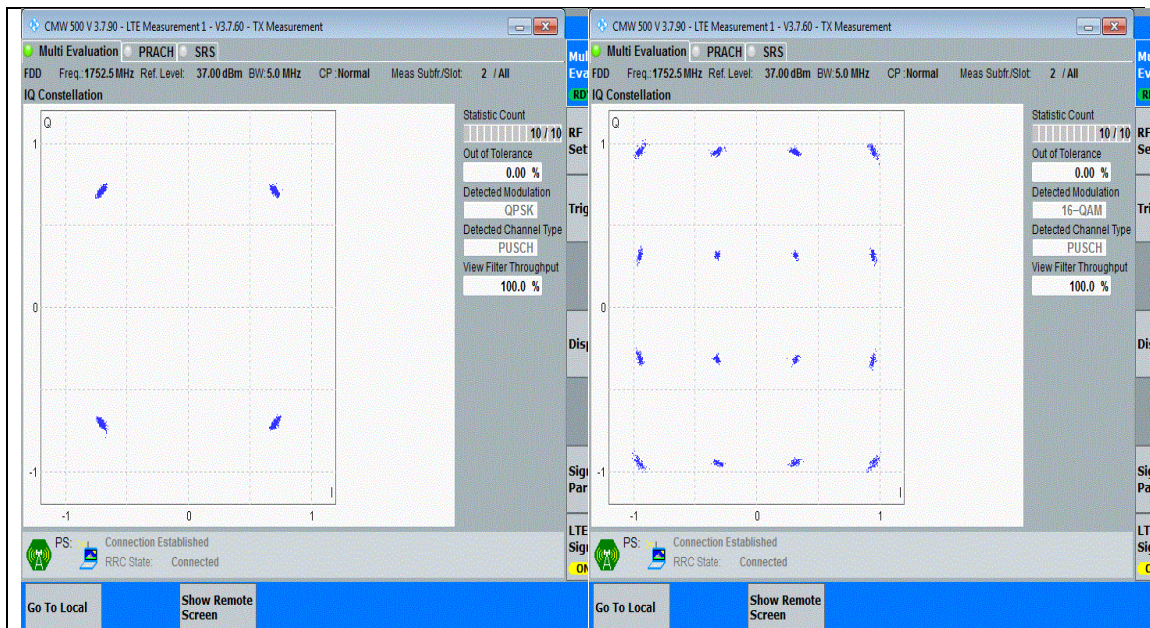 CMW 500 V 3.7.90 - LTE Measurement 1 - V3.7.60 - TX Measurement
Multi Evaluation PRACH SRS
FDD Freq.:1752.5 MHz Ref. Level: 37.00 dBm BW:5.0 MHz CP :Normal Meas Subfr./Slot: 2 / All
IQ Constellation
Q
1
0
-1
I
-1 0 1
Statistic Count
10 / 10
Out of Tolerance
0.00 %
Detected Modulation
QPSK
Detected Channel Type
PUSCH
View Filter Throughput
100.0 %
Mul
Eva
RD
RF
Set
Trig
Disp
Sign
Par
LTE
Sign
ON
PS: Connection Established
RRC State: Connected
Go To Local
Show Remote
Screen
CMW 500 V 3.7.90 - LTE Measurement 1 - V3.7.60 - TX Measurement
Multi Evaluation PRACH SRS
FDD Freq.:1752.5 MHz Ref. Level: 37.00 dBm BW:5.0 MHz CP :Normal Meas Subfr./Slot: 2 / All
IQ Constellation
Q
1
0
-1
I
-1 0 1
Statistic Count
10 / 10
Out of Tolerance
0.00 %
Detected Modulation
16-QAM
Detected Channel Type
PUSCH
View Filter Throughput
100.0 %
RF
Se
Tri
Dis
Sig
Pa
LT
Sig
PS: Connection Established
RRC State: Connected
Go To Local
Show Remote
Screen